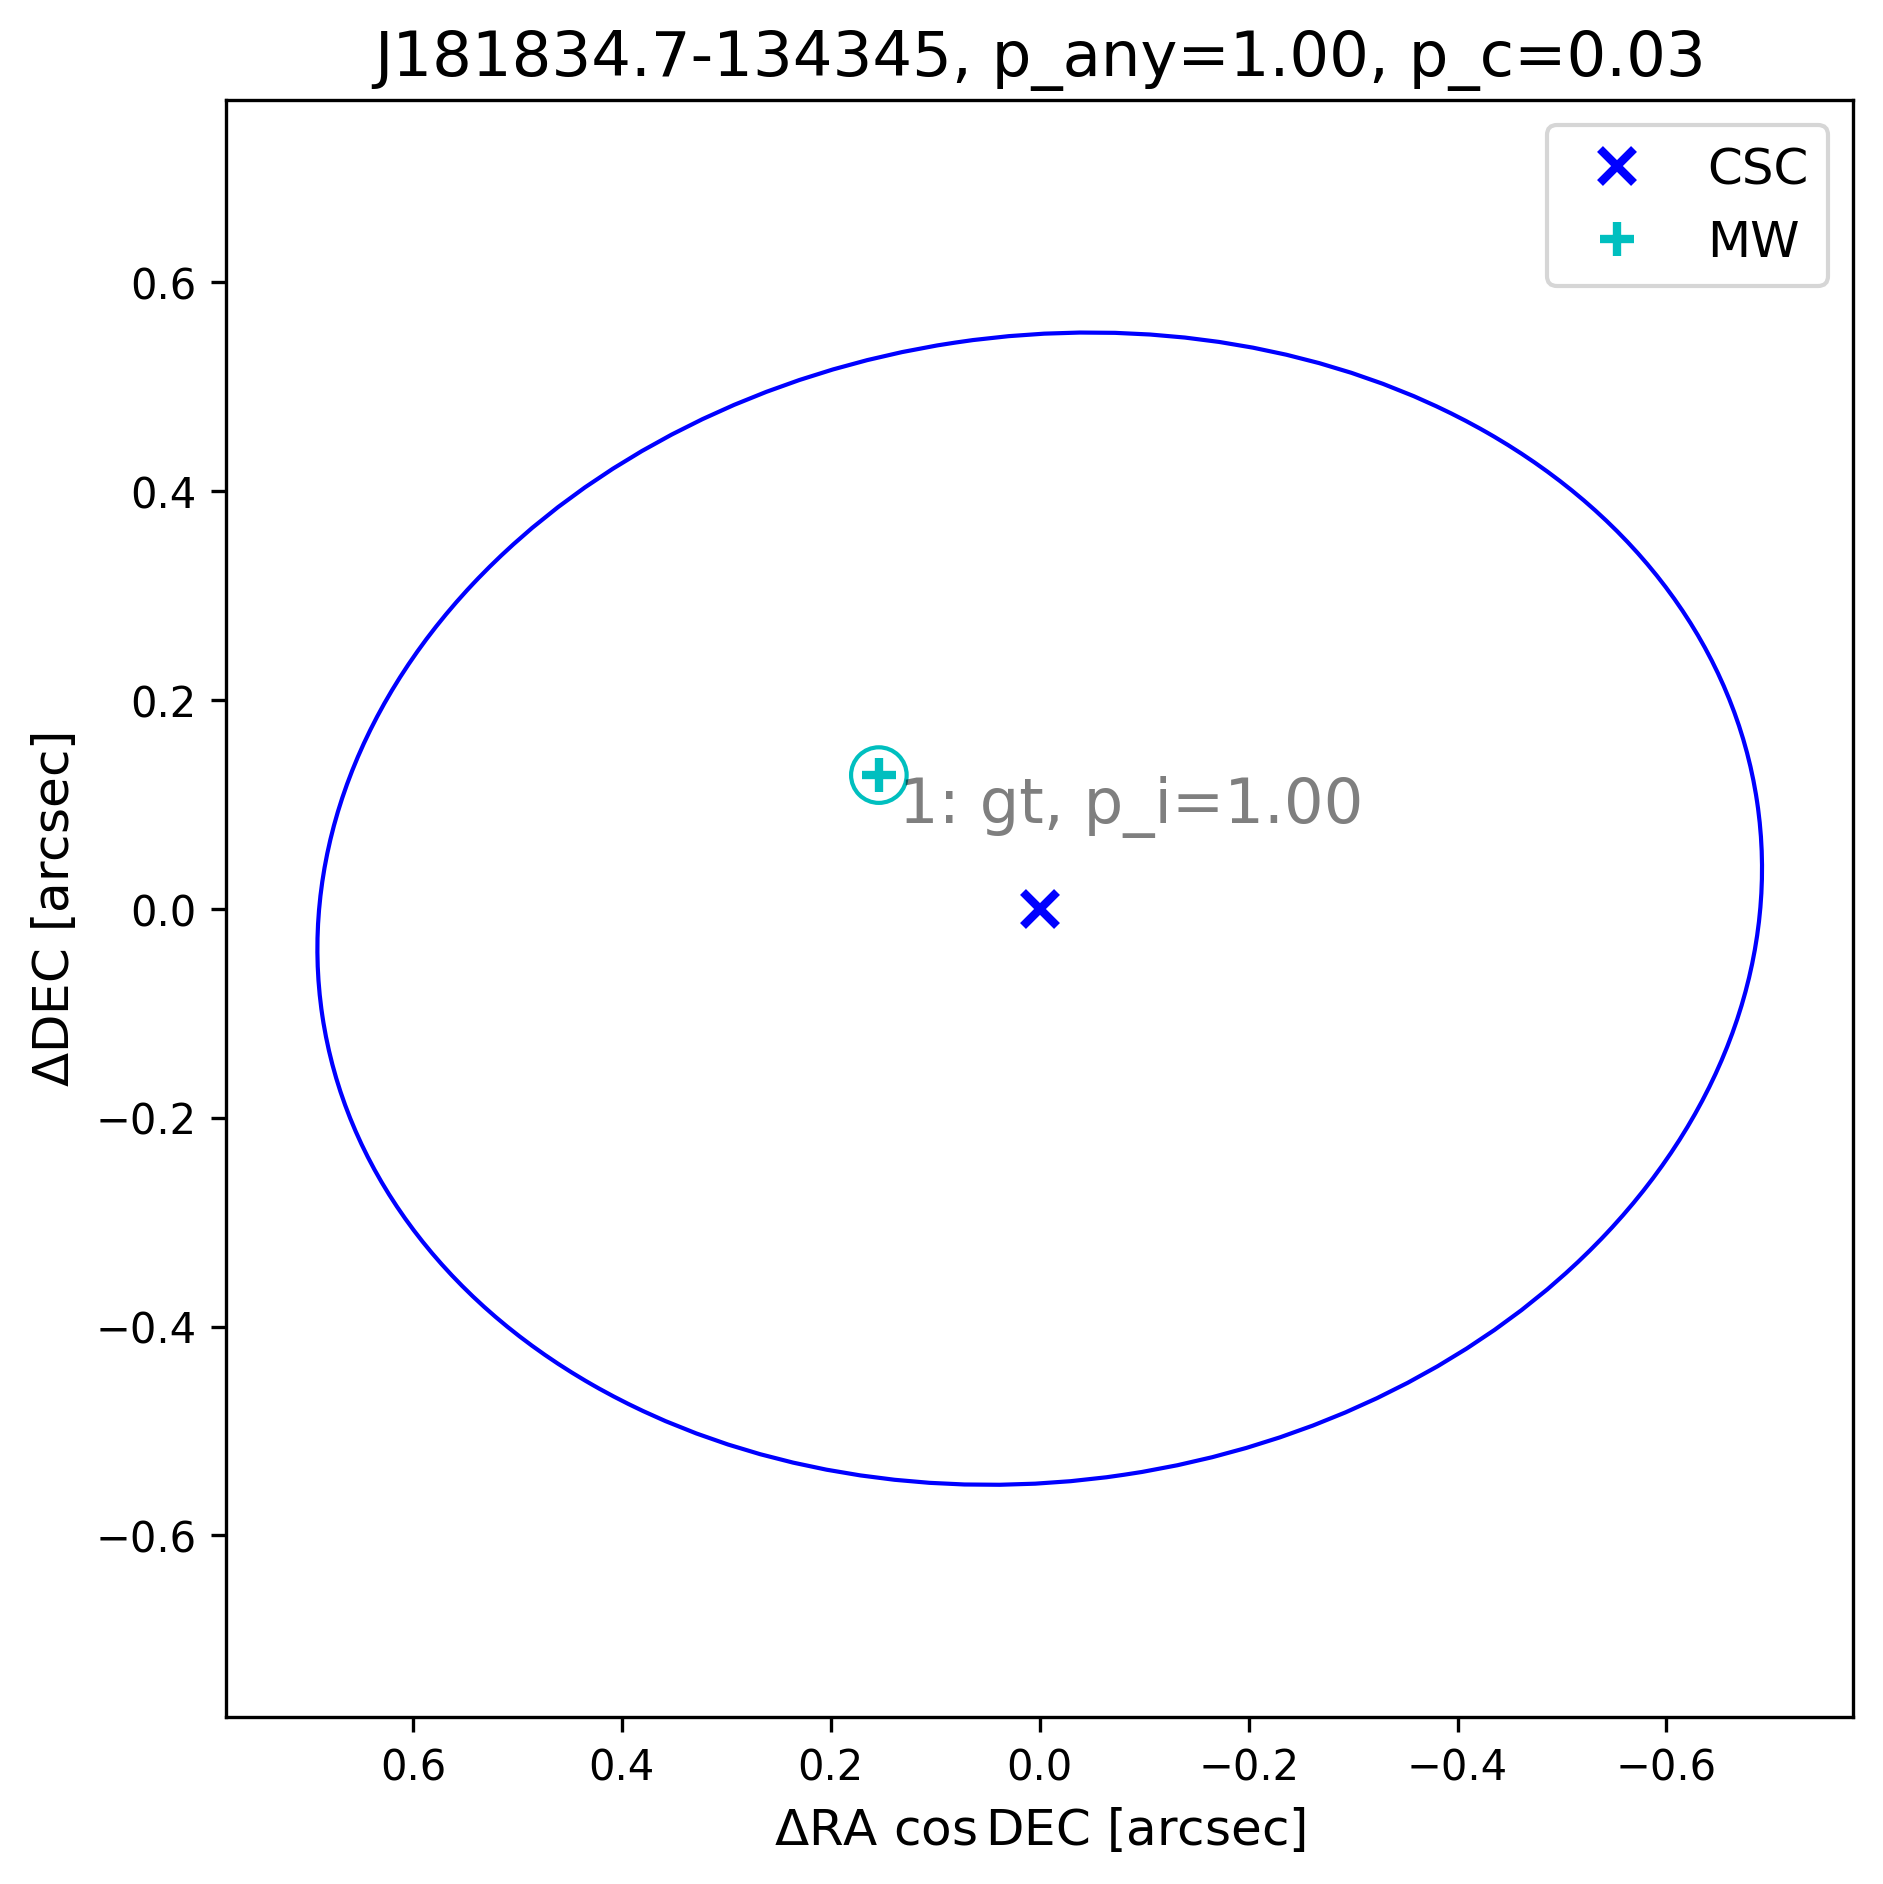 J181834.7-134345, p_any=1.00, p_c=0.03
CSC
MW
0.6
0.4
0.2
0.0
−0.2
−0.4
−0.6
ΔDEC [arcsec]
1: gt, p_i=1.00
0.6
0.4
0.2
0.0
−0.2
−0.4
−0.6
ΔRA cos DEC [arcsec]